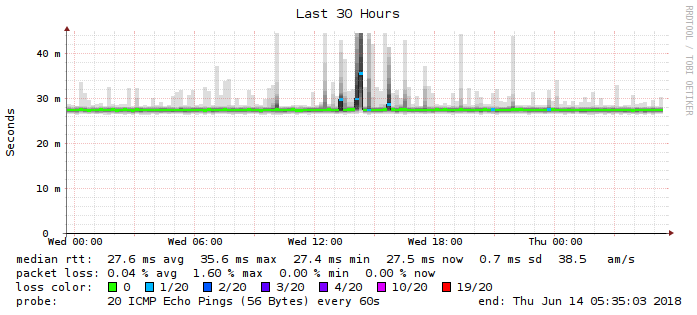 Last 30 Hours
RRDTOOL / TOBI OETIKER
Seconds
40 m
30 m
20 m
10 m
0
Wed 00:00 Wed 06:00 Wed 12:00 Wed 18:00 Thu 00:00
median rtt: 27.6 ms avg 35.6 ms max 27.4 ms min 27.5 ms now 0.7 ms sd 38.5 am/s
packet loss: 0.04 % avg 1.60 % max 0.00 % min 0.00 % now
loss color: 0 1/20 2/20 3/20 4/20 10/20 19/20
probe: 20 ICMP Echo Pings (56 Bytes) every 60s end: Thu Jun 14 05:35:03 2018